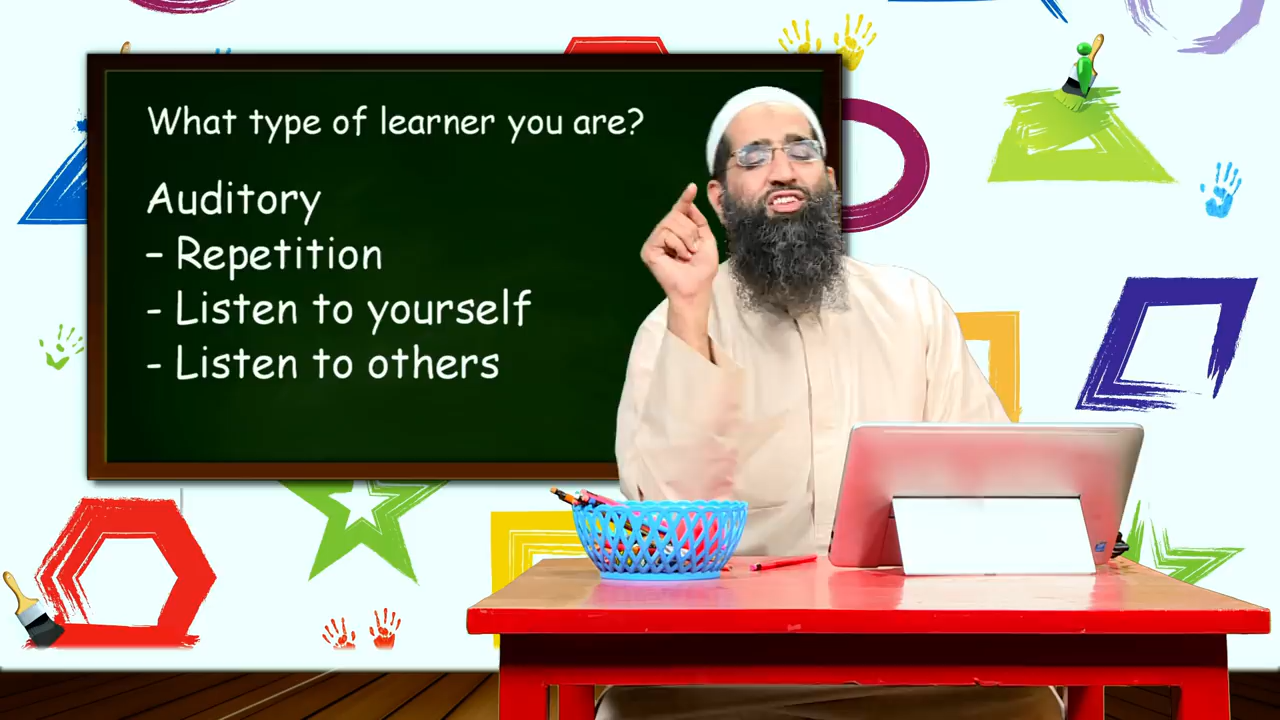 What type of learner you are?
Auditory
- Repetition
- Listen to yourself
- Listen to others